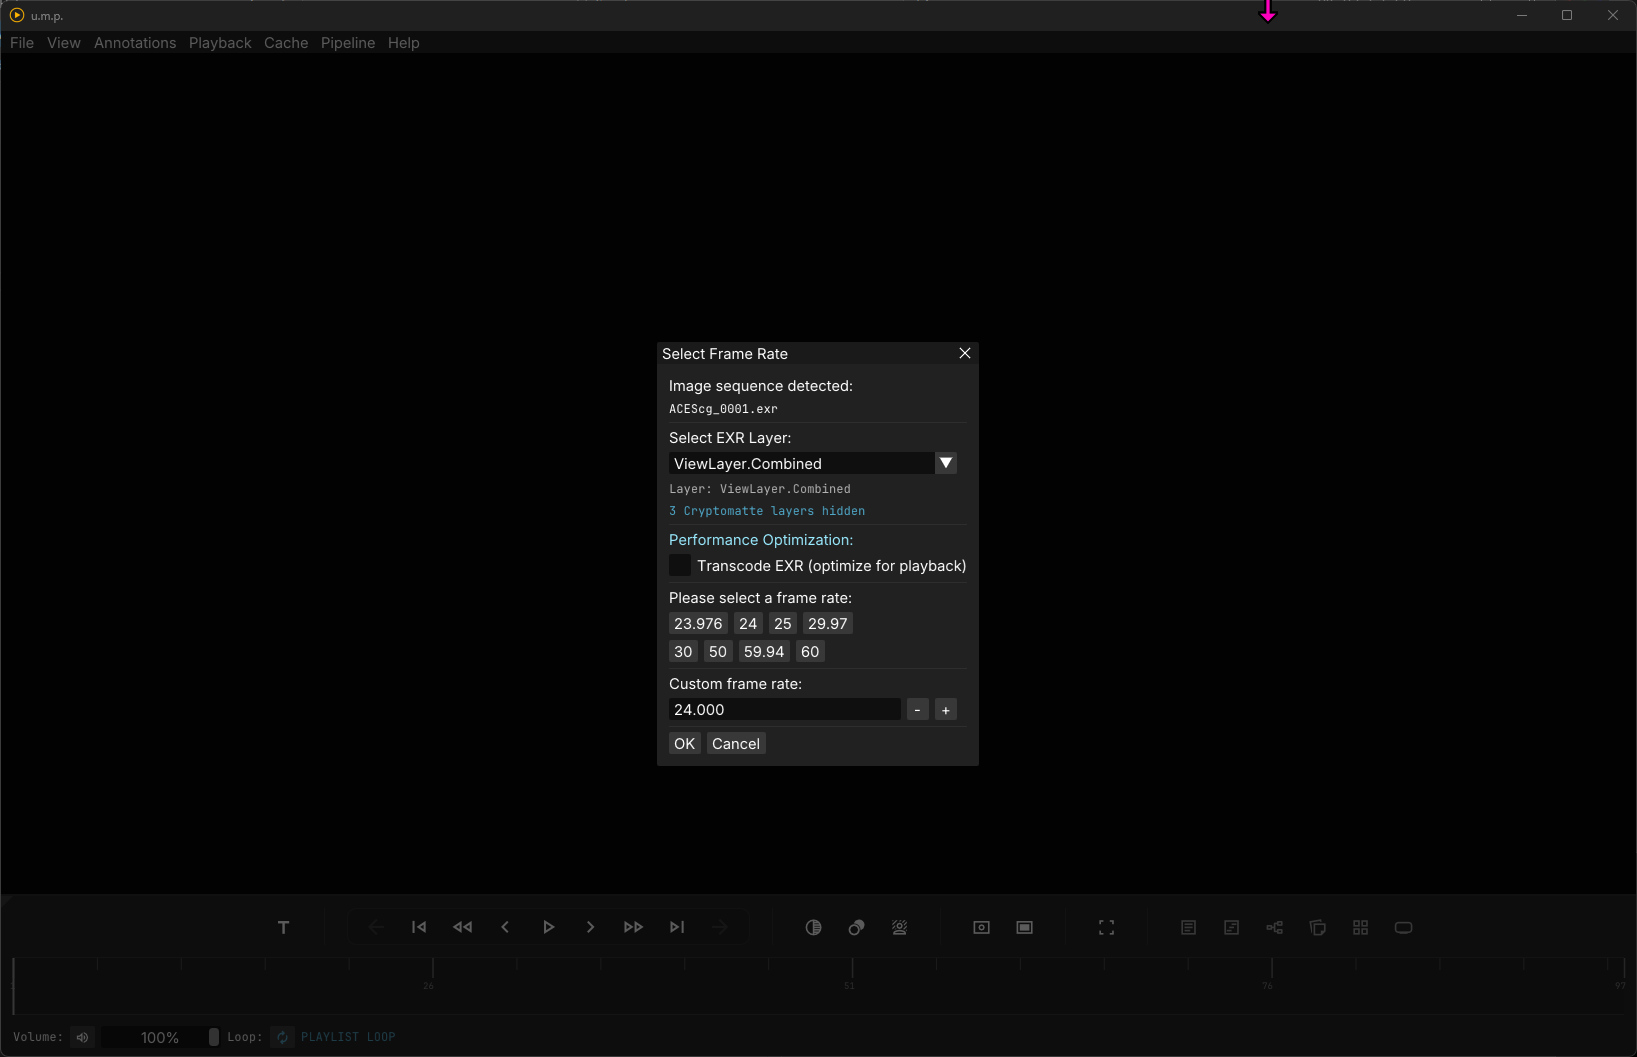 u.m.p.
File View Annotations Playback Cache Pipeline Help
Select Frame Rate
Image sequence detected:
ACEScg_0001.exr
Select EXR Layer:
ViewLayer.Combined
Layer: ViewLayer.Combined
3 Cryptomatte layers hidden
Performance Optimization:
Transcode EXR (optimize for playback)
Please select a frame rate:
23.976 24 25 29.97
30 50 59.94 60
Custom frame rate:
24.000 - +
OK Cancel
T
26 51 76 97
Volume: 100% Loop: PLAYLIST LOOP